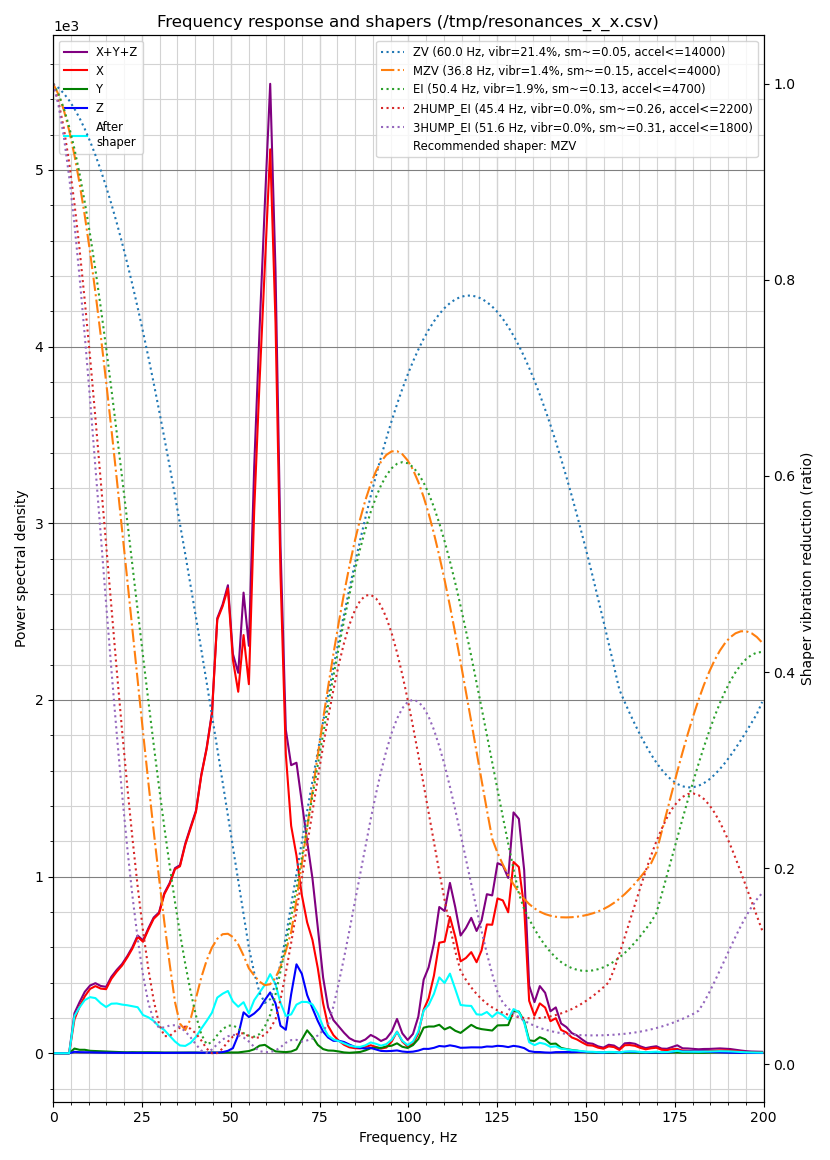 Frequency response and shapers (/tmp/resonances_x_x.csv)
1e3
X+Y+Z
X
Y
Z
After
shaper
ZV (60.0 Hz, vibr=21.4%, sm~=0.05, accel<=14000)
MZV (36.8 Hz, vibr=1.4%, sm~=0.15, accel<=4000)
EI (50.4 Hz, vibr=1.9%, sm~=0.13, accel<=4700)
2HUMP_EI (45.4 Hz, vibr=0.0%, sm~=0.26, accel<=2200)
3HUMP_EI (51.6 Hz, vibr=0.0%, sm~=0.31, accel<=1800)
Recommended shaper: MZV
5
4
3
2
1
0
Power spectral density
1.0
0.8
0.6
0.4
0.2
0.0
Shaper vibration reduction (ratio)
0 25 50 75 100 125 150 175 200
Frequency, Hz